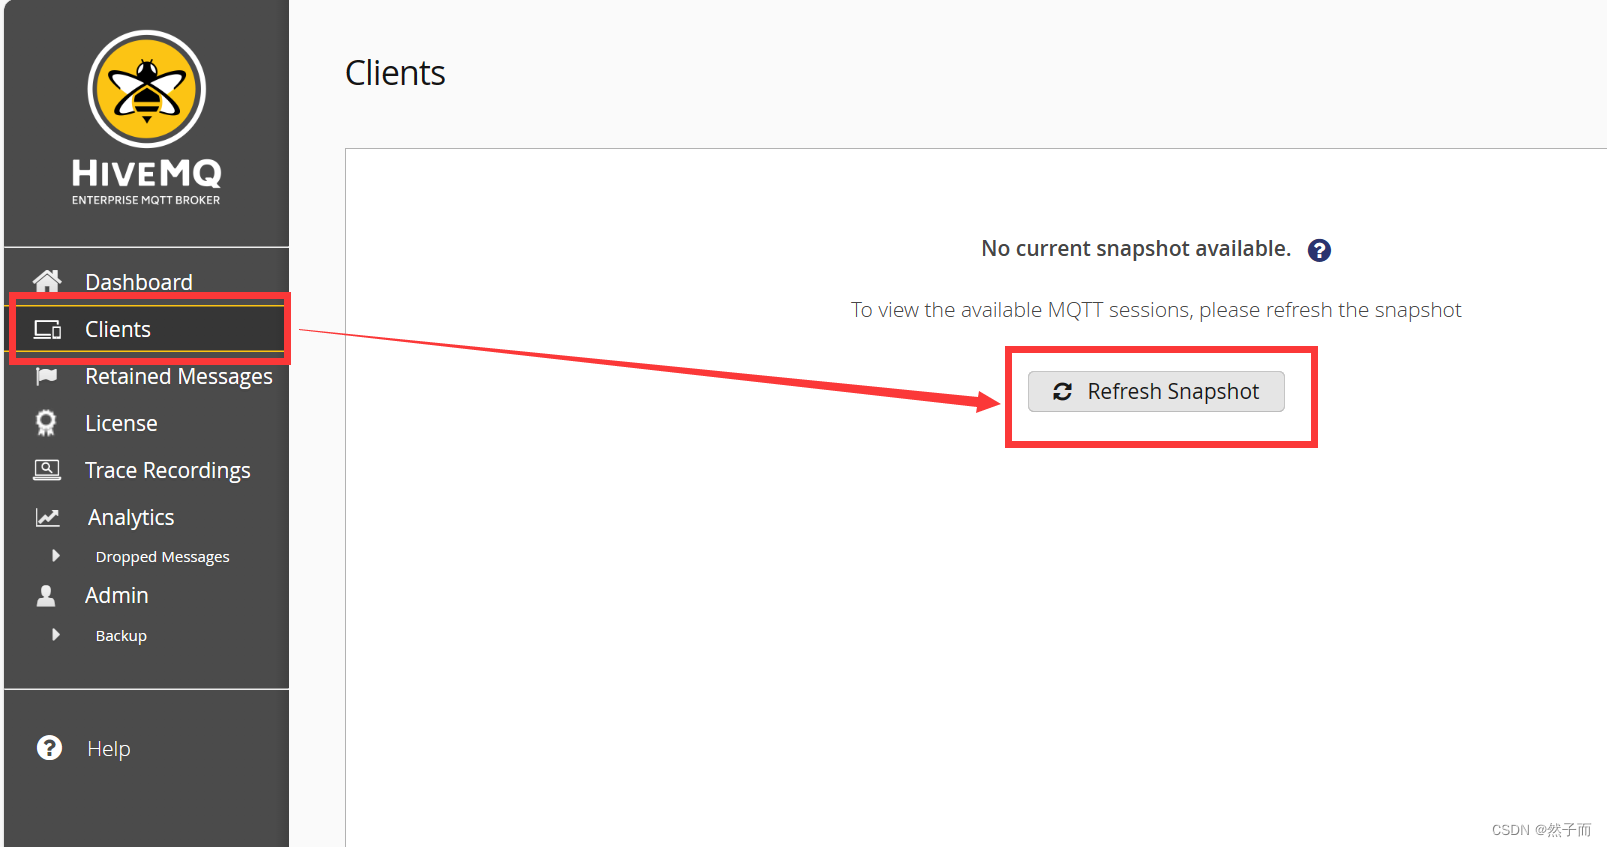 HIVEMQ
ENTERPRISE MQTT BROKER
Dashboard
Clients
Retained Messages
License
Trace Recordings
Analytics
Dropped Messages
Admin
Backup
Help
Clients
No current snapshot available. ?
To view the available MQTT sessions, please refresh the snapshot
Refresh Snapshot
CSDN @然子而